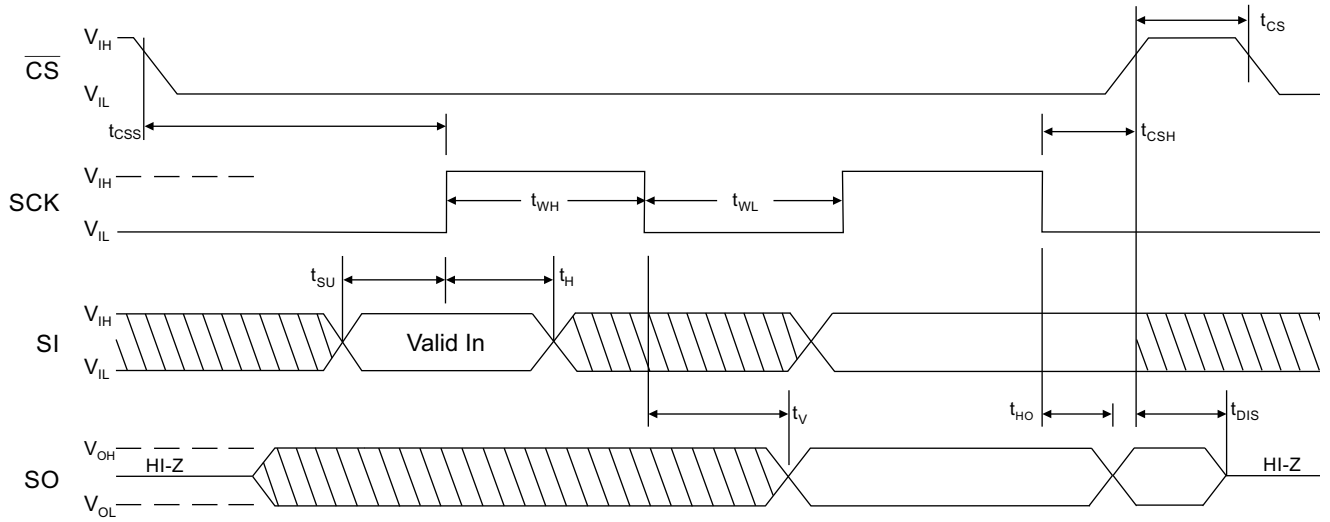 t_CS
V_IH
C̅S̅
V_IL
t_CSS
t_CSH
V_IH
SCK
t_WH
t_WL
V_IL
t_SU
t_H
V_IH
SI
Valid In
V_IL
t_V
t_HO
t_DIS
V_OH
HI-Z
HI-Z
SO
V_OL